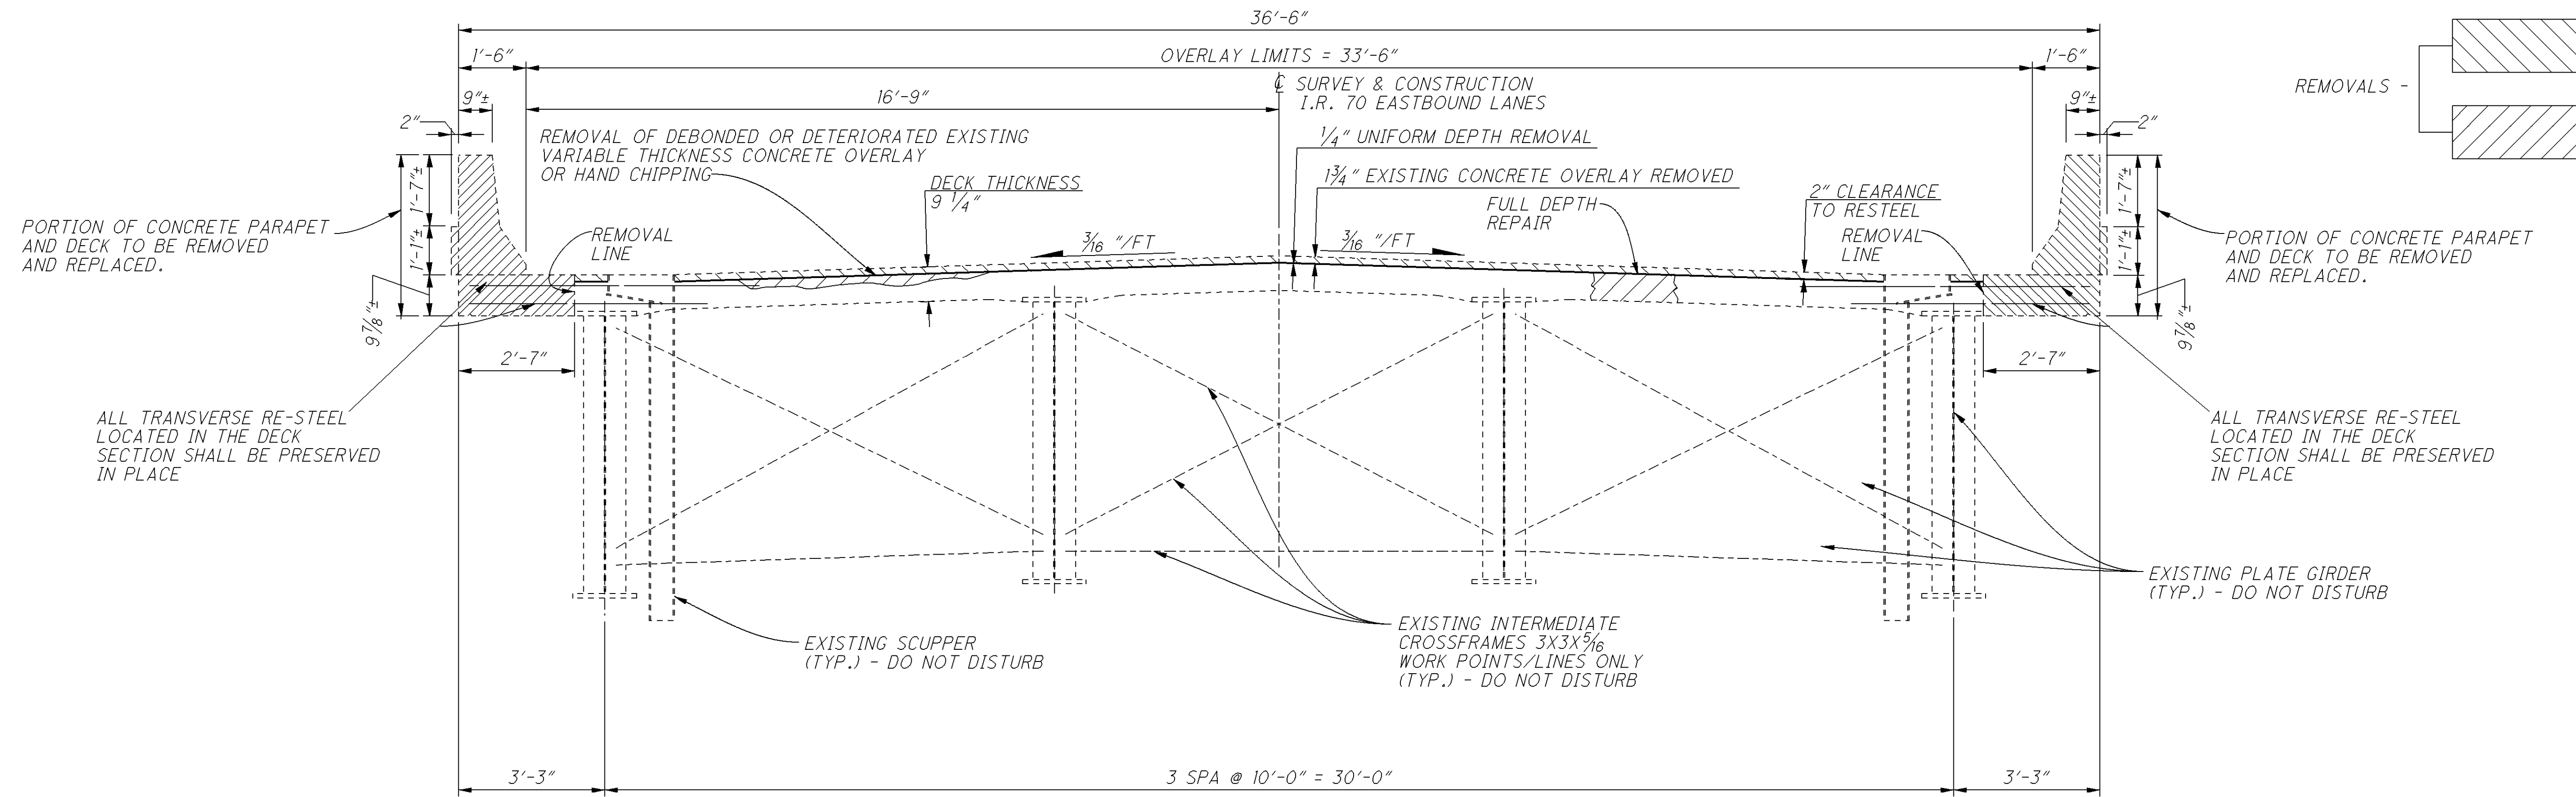 36'-6"
1'-6"
OVERLAY LIMITS = 33'-6"
1'-6"
REMOVALS -
℄ SURVEY & CONSTRUCTION
I.R. 70 EASTBOUND LANES
9"±
16'-9"
9"±
2"
2"
REMOVAL OF DEBONDED OR DETERIORATED EXISTING
VARIABLE THICKNESS CONCRETE OVERLAY
OR HAND CHIPPING
1/4" UNIFORM DEPTH REMOVAL
1 3/4" EXISTING CONCRETE OVERLAY REMOVED
DECK THICKNESS
9 1/4"
FULL DEPTH
REPAIR
2" CLEARANCE
TO RESTEEL
1'-7"±
1'-7"±
PORTION OF CONCRETE PARAPET
AND DECK TO BE REMOVED
AND REPLACED.
REMOVAL
LINE
3/16 "/FT
3/16 "/FT
REMOVAL
LINE
PORTION OF CONCRETE PARAPET
AND DECK TO BE REMOVED
AND REPLACED.
1'-1"±
1'-1"±
9 7/8"±
9 7/8"±
2'-7"
2'-7"
ALL TRANSVERSE RE-STEEL
LOCATED IN THE DECK
SECTION SHALL BE PRESERVED
IN PLACE
ALL TRANSVERSE RE-STEEL
LOCATED IN THE DECK
SECTION SHALL BE PRESERVED
IN PLACE
EXISTING PLATE GIRDER
(TYP.) - DO NOT DISTURB
EXISTING SCUPPER
(TYP.) - DO NOT DISTURB
EXISTING INTERMEDIATE
CROSSFRAMES 3X3X5/16
WORK POINTS/LINES ONLY
(TYP.) - DO NOT DISTURB
3'-3"
3 SPA @ 10'-0" = 30'-0"
3'-3"